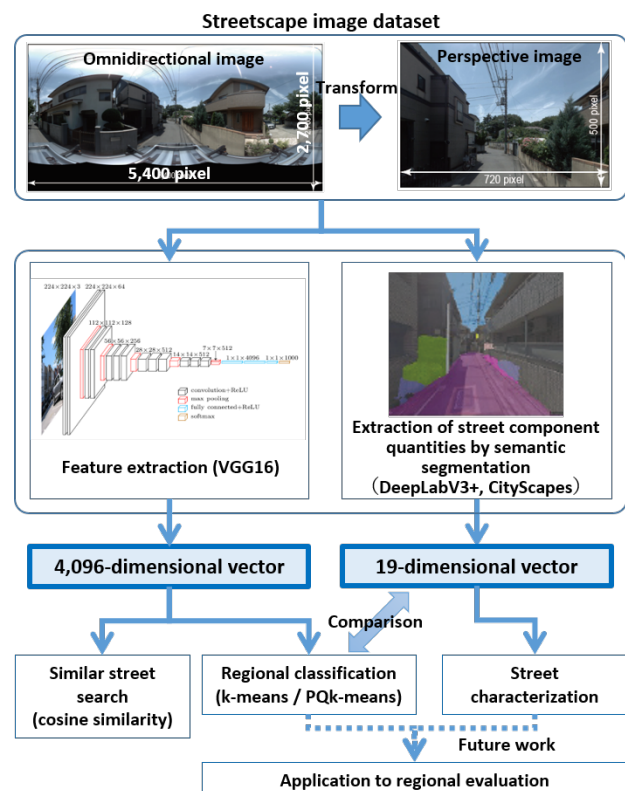 Streetscape image dataset
Omnidirectional image
2,700 pixel
5,400 pixel
Transform
Perspective image
500 pixel
720 pixel
224×224×3
224×224×64
112×112×128
56×56×256
28×28×512
14×14×512
7×7×512
1×1×4096
1×1×1000
convolution+ReLU
max pooling
fully connected+ReLU
softmax
Feature extraction (VGG16)
Extraction of street component
quantities by semantic
segmentation
（DeepLabV3+, CityScapes）
4,096-dimensional vector
19-dimensional vector
Comparison
Similar street
search
(cosine similarity)
Regional classification
(k-means / PQk-means)
Street
characterization
Future work
Application to regional evaluation